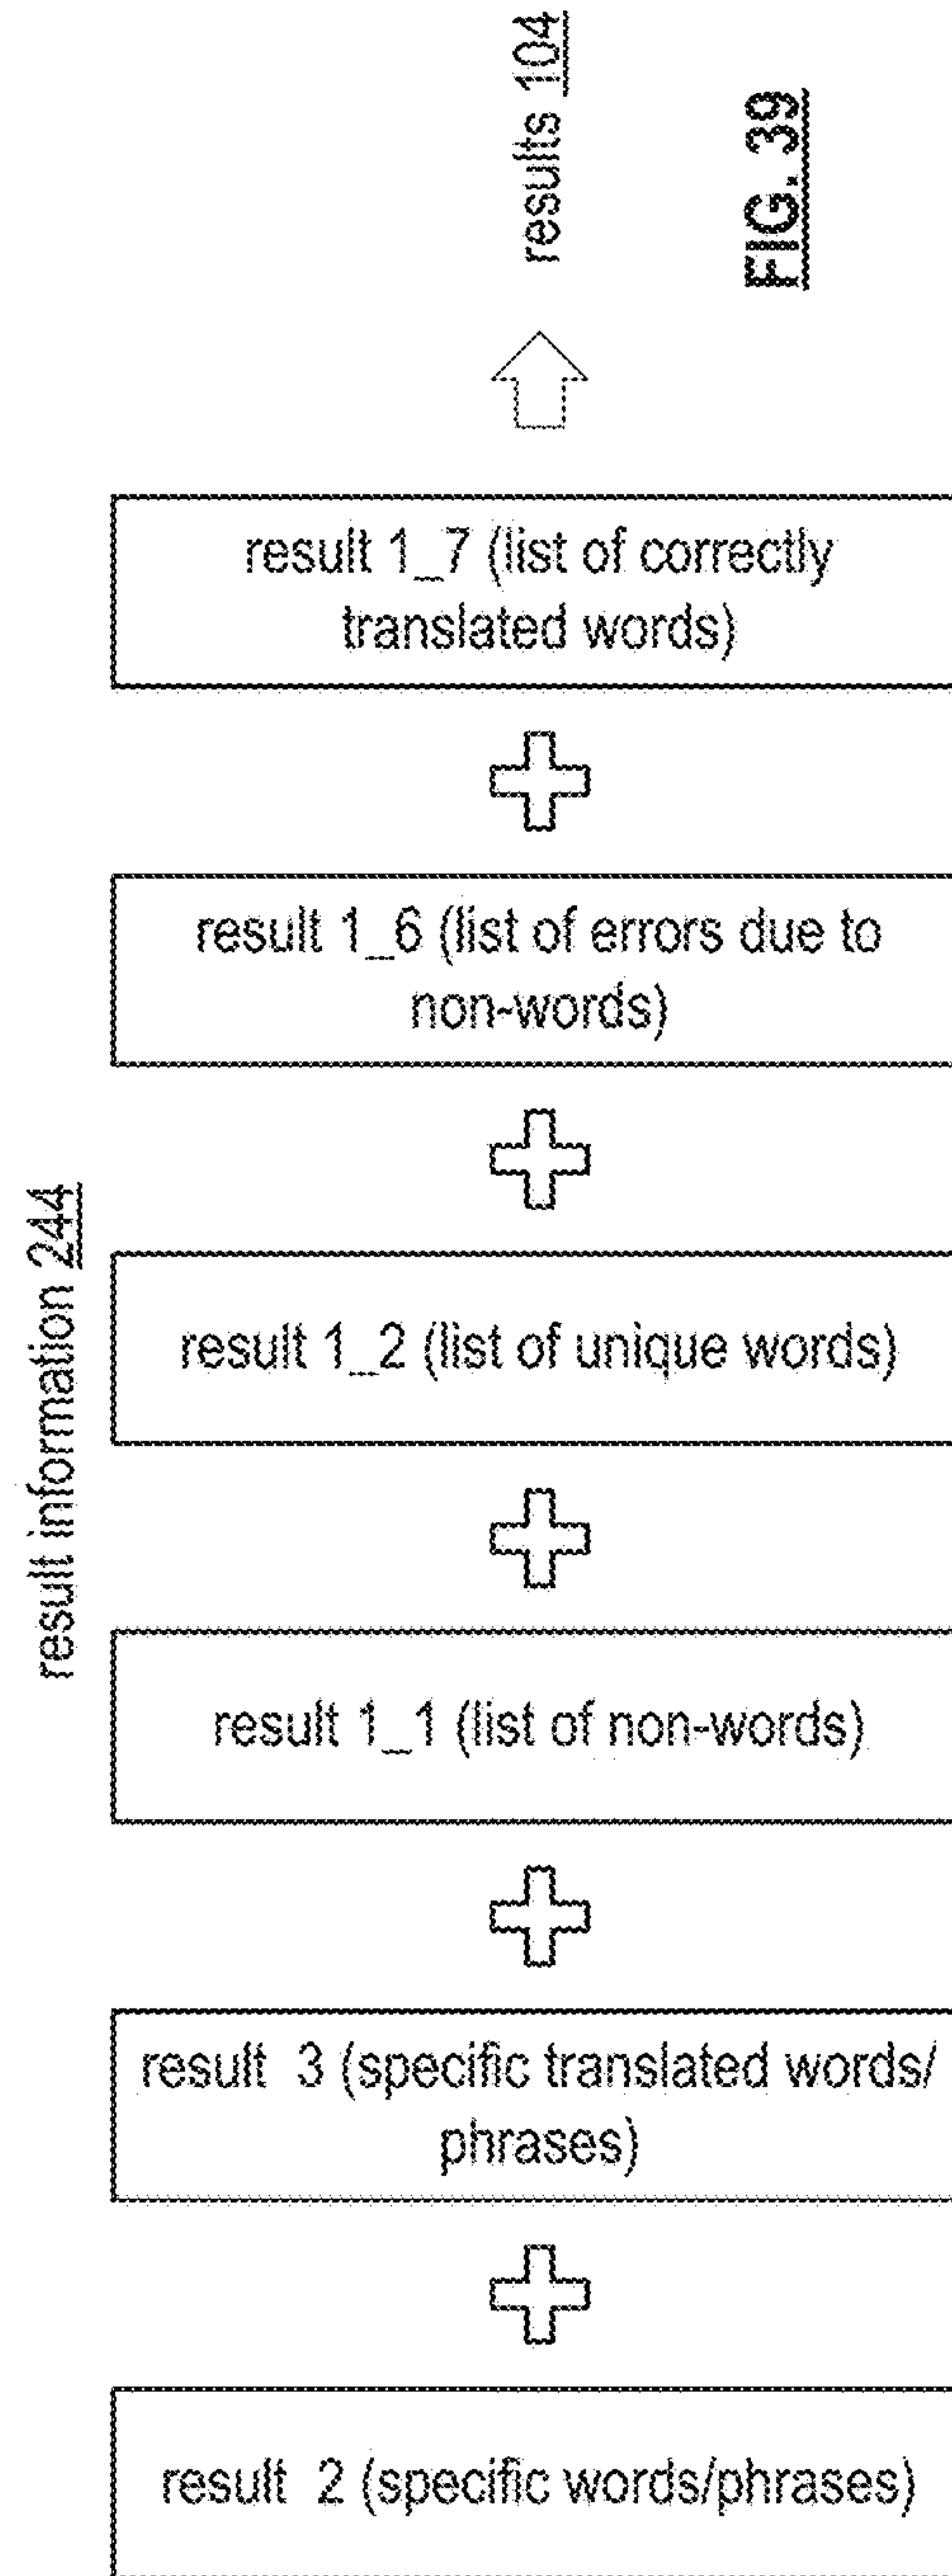 results 104
FIG. 39
result 1_7 (list of correctly
translated words)
result 1_6 (list of errors due to
non-words)
result information 244
result 1_2 (list of unique words)
result 1_1 (list of non-words)
result 3 (specific translated words/
phrases)
result 2 (specific words/phrases)